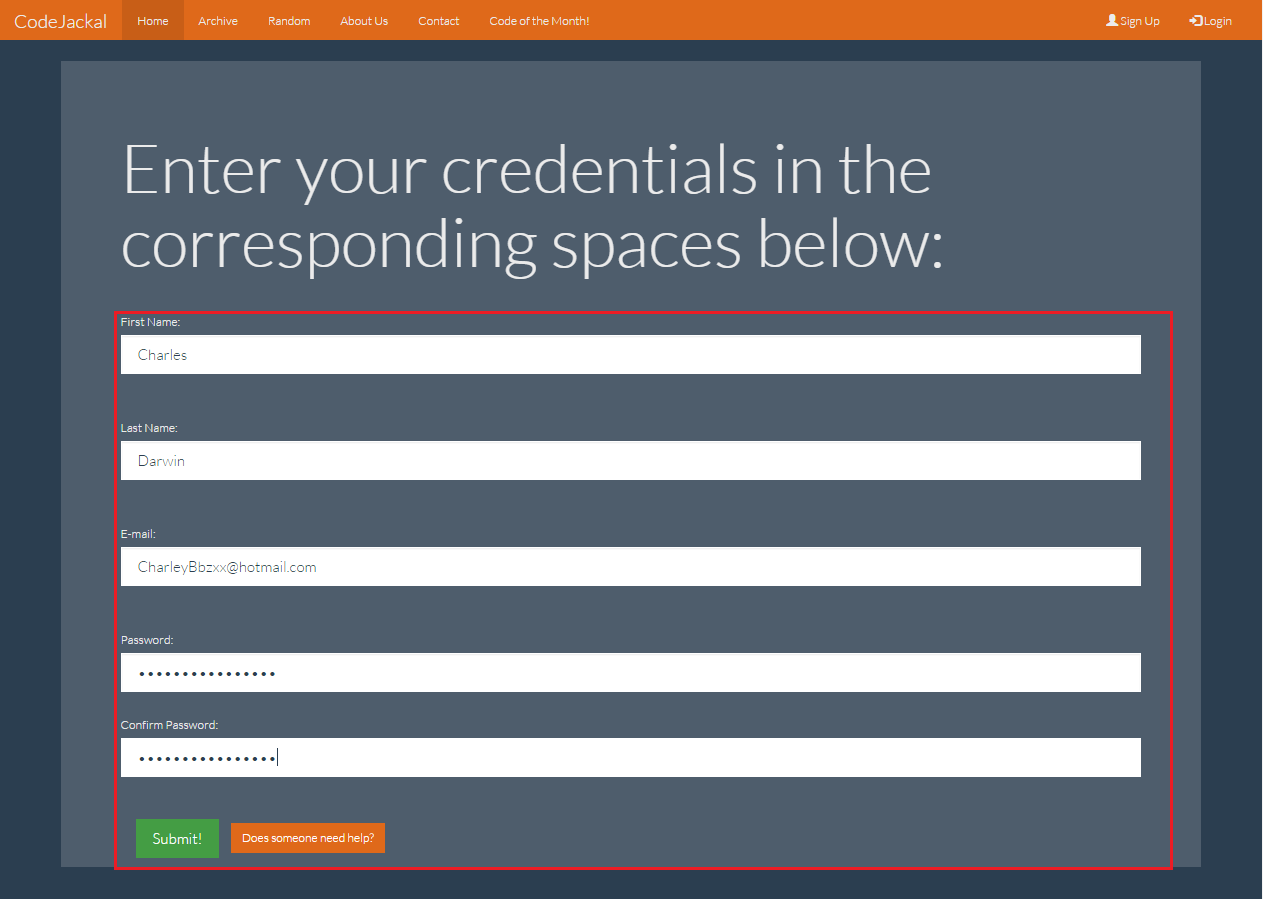 CodeJackal Home Archive Random About Us Contact Code of the Month! Sign Up Login
Enter your credentials in the
corresponding spaces below:
First Name:
Charles
Last Name:
Darwin
E-mail:
CharleyBbzxx@hotmail.com
Password:
••••••••••••••••
Confirm Password:
••••••••••••••••
Submit! Does someone need help?